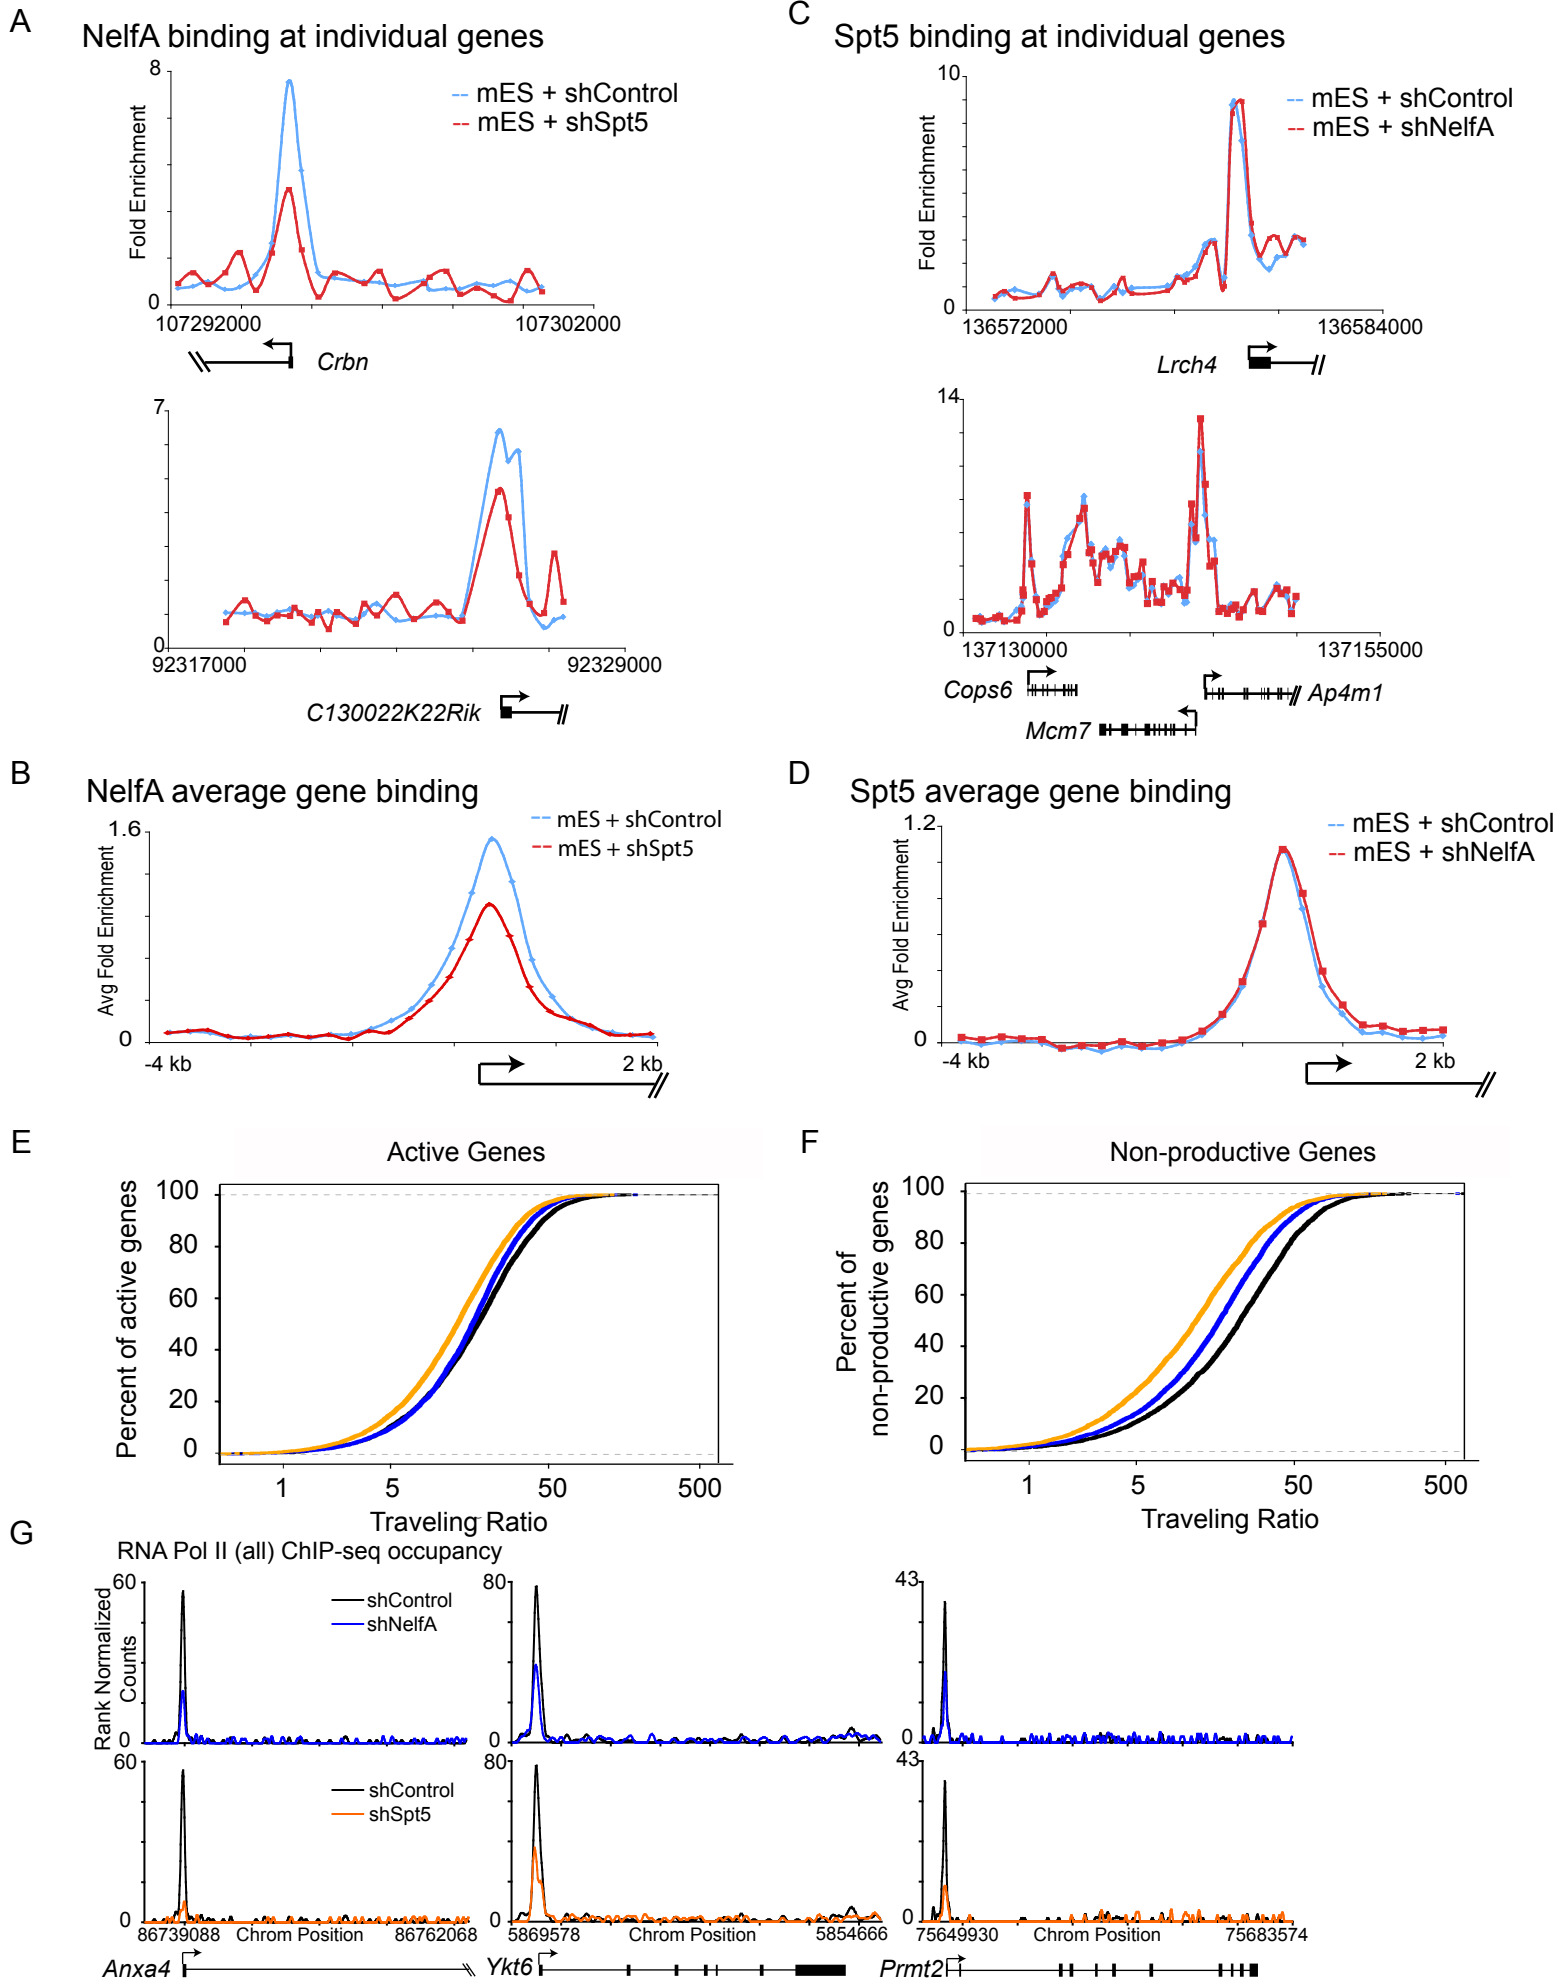 A
NelfA binding at individual genes
8
Fold Enrichment
mES + shControl
mES + shSpt5
0
107292000
107302000
Crbn
7
0
92317000
92329000
C130022K22Rik
C
Spt5 binding at individual genes
10
Fold Enrichment
mES + shControl
mES + shNelfA
0
136572000
136584000
Lrch4
14
0
137130000
137155000
Cops6
Ap4m1
Mcm7
B
NelfA average gene binding
1.6
Avg Fold Enrichment
mES + shControl
mES + shSpt5
0
-4 kb
2 kb
D
Spt5 average gene binding
1.2
Avg Fold Enrichment
mES + shControl
mES + shNelfA
0
-4 kb
2 kb
E
Active Genes
Percent of active genes
100
80
60
40
20
0
1
5
50
500
Traveling Ratio
F
Non-productive Genes
Percent of
non-productive genes
100
80
60
40
20
0
1
5
50
500
Traveling Ratio
G
RNA Pol II (all) ChIP-seq occupancy
Rank Normalized
Counts
60
shControl
shNelfA
0
80
0
43
0
60
shControl
shSpt5
0
86739088
Chrom Position
86762068
Anxa4
80
0
5869578
Chrom Position
5854666
Ykt6
43
0
75649930
Chrom Position
75683574
Prmt2